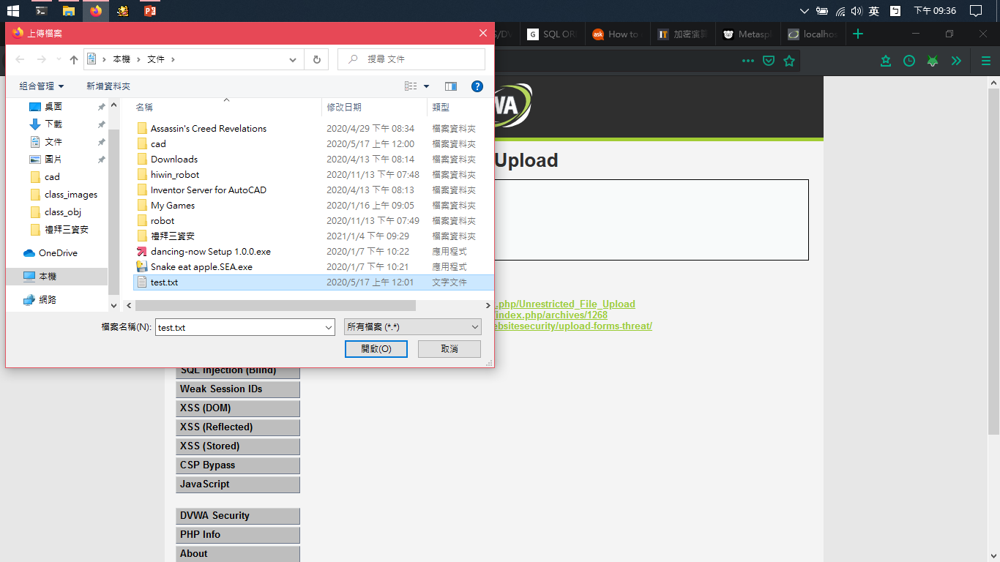 英
下午 09:36
上傳檔案
S/DV
SQL OR
How to
加密演算
Metaspl
localhos
本機
文件
搜尋 文件
組合管理
新增資料夾
名稱
修改日期
類型
桌面
下載
文件
圖片
cad
class_images
class_obj
禮拜三資安
OneDrive
本機
網路
Assassin's Creed Revelations 2020/4/29 下午 08:34 檔案資料夾
cad 2020/5/17 上午 12:00 檔案資料夾
Downloads 2020/4/13 下午 08:14 檔案資料夾
hiwin_robot 2020/11/13 下午 07:48 檔案資料夾
Inventor Server for AutoCAD 2020/4/13 下午 08:13 檔案資料夾
My Games 2020/1/16 上午 09:05 檔案資料夾
robot 2020/11/13 下午 07:49 檔案資料夾
禮拜三資安 2021/1/4 下午 09:29 檔案資料夾
dancing-now Setup 1.0.0.exe 2020/1/7 下午 10:22 應用程式
Snake eat apple.SEA.exe 2020/1/7 下午 10:21 應用程式
test.txt 2020/5/17 上午 12:01 文字文件
檔案名稱(N): test.txt
所有檔案 (*.*)
開啟(O)
取消
WA
Upload
.php/Unrestricted_File_Upload
/index.php/archives/1268
ebsitesecurity/upload-forms-threat/
SQL Injection (Blind)
Weak Session IDs
XSS (DOM)
XSS (Reflected)
XSS (Stored)
CSP Bypass
JavaScript
DVWA Security
PHP Info
About